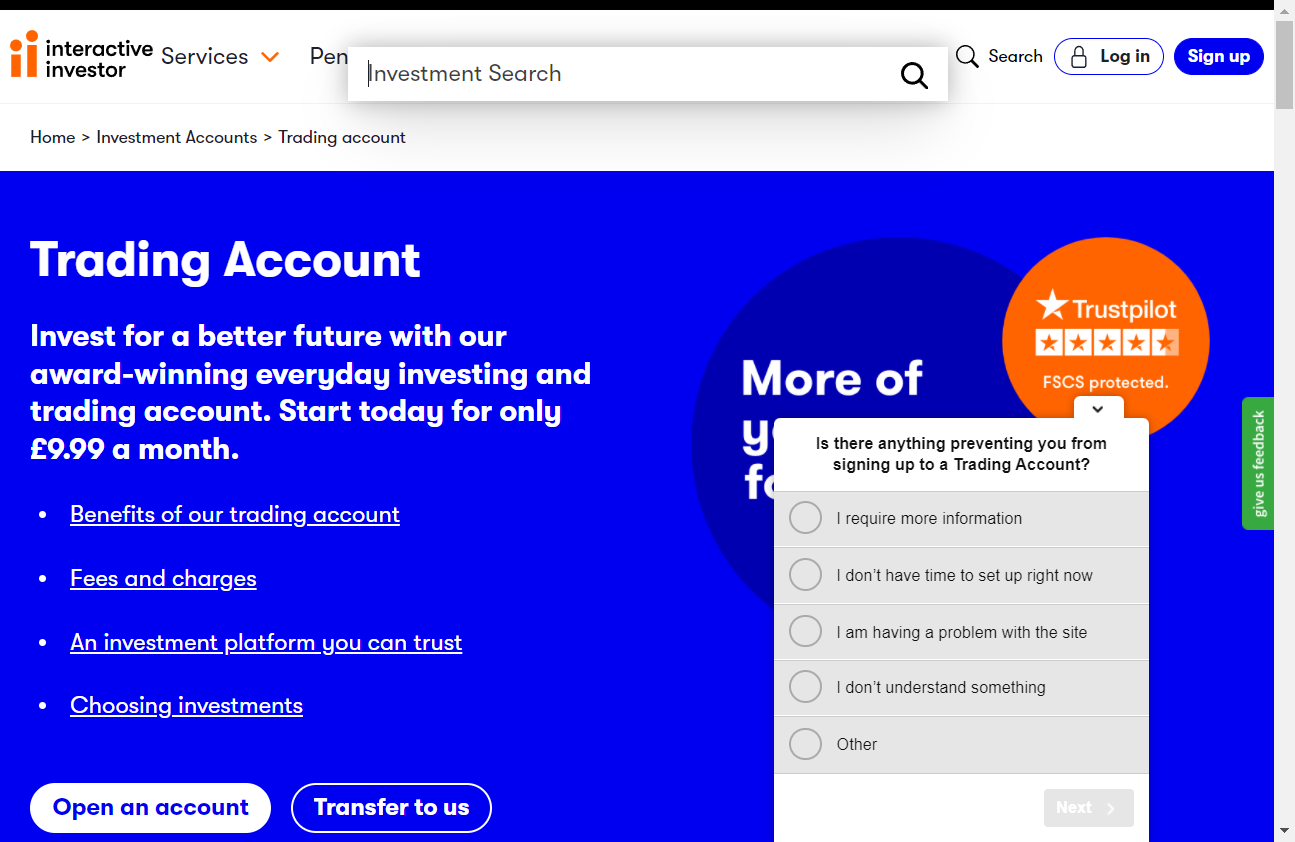 interactive
investor
Services
Pen
Investment Search
Search
Log in
Sign up
Home > Investment Accounts > Trading account
Trading Account
Invest for a better future with our
award-winning everyday investing and
trading account. Start today for only
£9.99 a month.
• Benefits of our trading account
• Fees and charges
• An investment platform you can trust
• Choosing investments
Open an account
Transfer to us
More of
Trustpilot
FSCS protected.
give us feedback
Is there anything preventing you from
signing up to a Trading Account?
I require more information
I don’t have time to set up right now
I am having a problem with the site
I don’t understand something
Other
Next